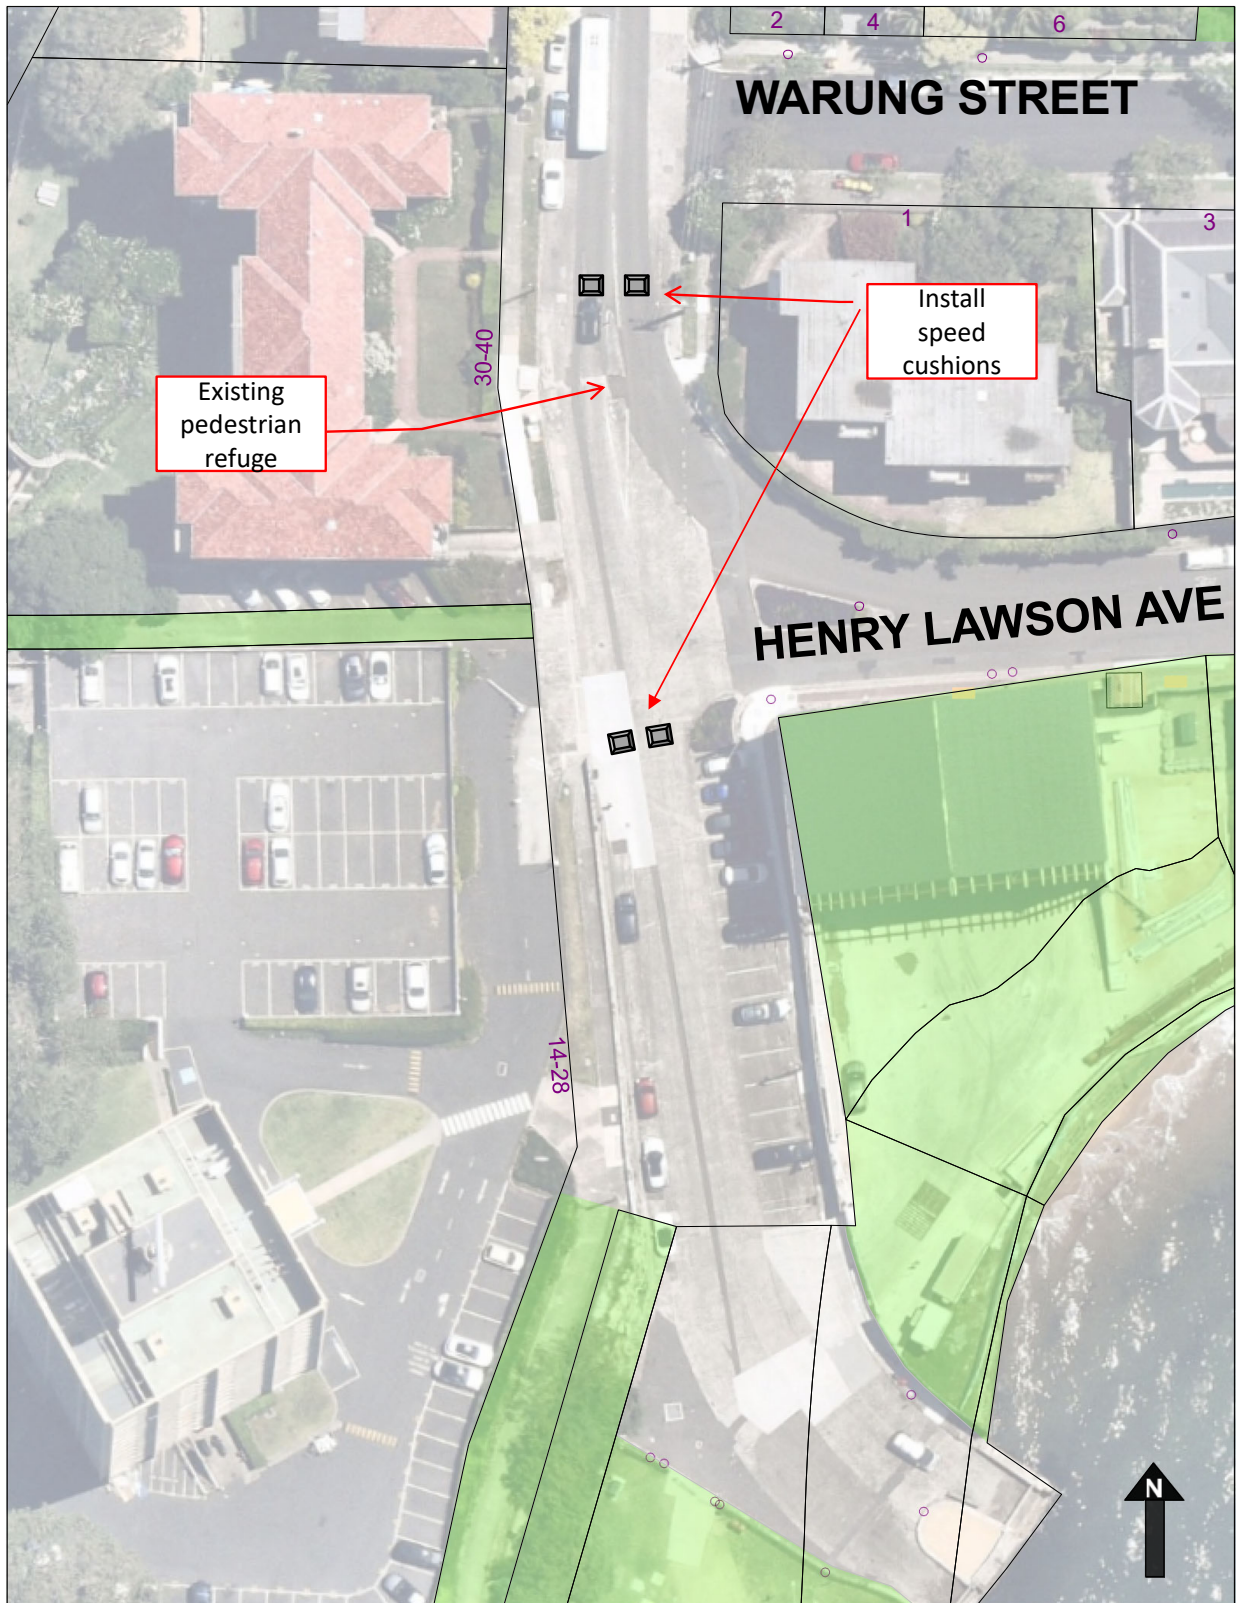 2
4
6
WARUNG STREET
1
3
Install
speed
cushions
30-40
Existing
pedestrian
refuge
HENRY LAWSON AVE
14-28
N